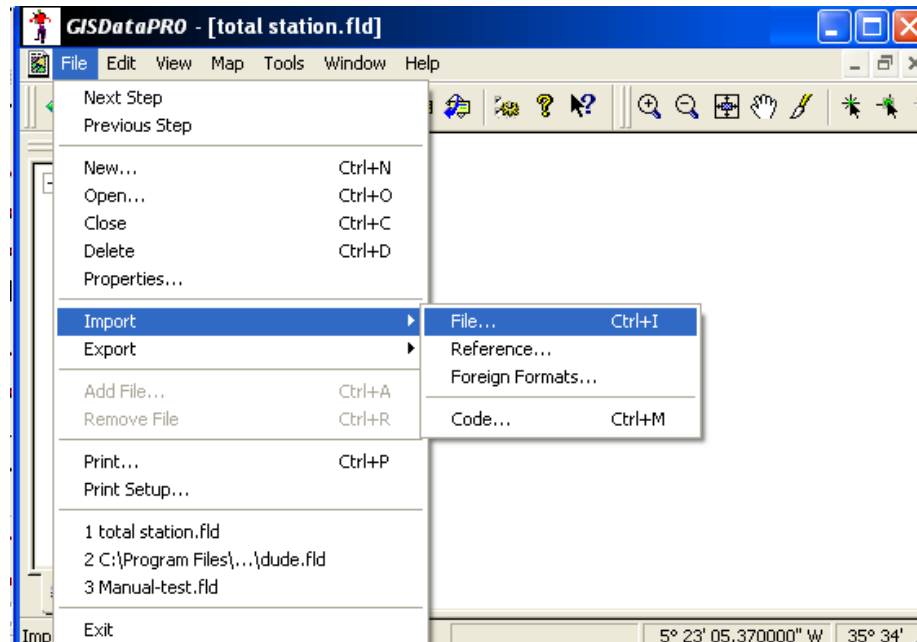 GISDataPRO - [total station.fld]
File Edit View Map Tools Window Help
Next Step
Previous Step
New... Ctrl+N
Open... Ctrl+O
Close Ctrl+C
Delete Ctrl+D
Properties...
Import
Export
File... Ctrl+I
Reference...
Foreign Formats...
Code... Ctrl+M
Add File... Ctrl+A
Remove File Ctrl+R
Print... Ctrl+P
Print Setup...
1 total station.fld
2 C:\Program Files\...\dude.fld
3 Manual-test.fld
Exit
Imp
5° 23' 05.370000" W 35° 34'